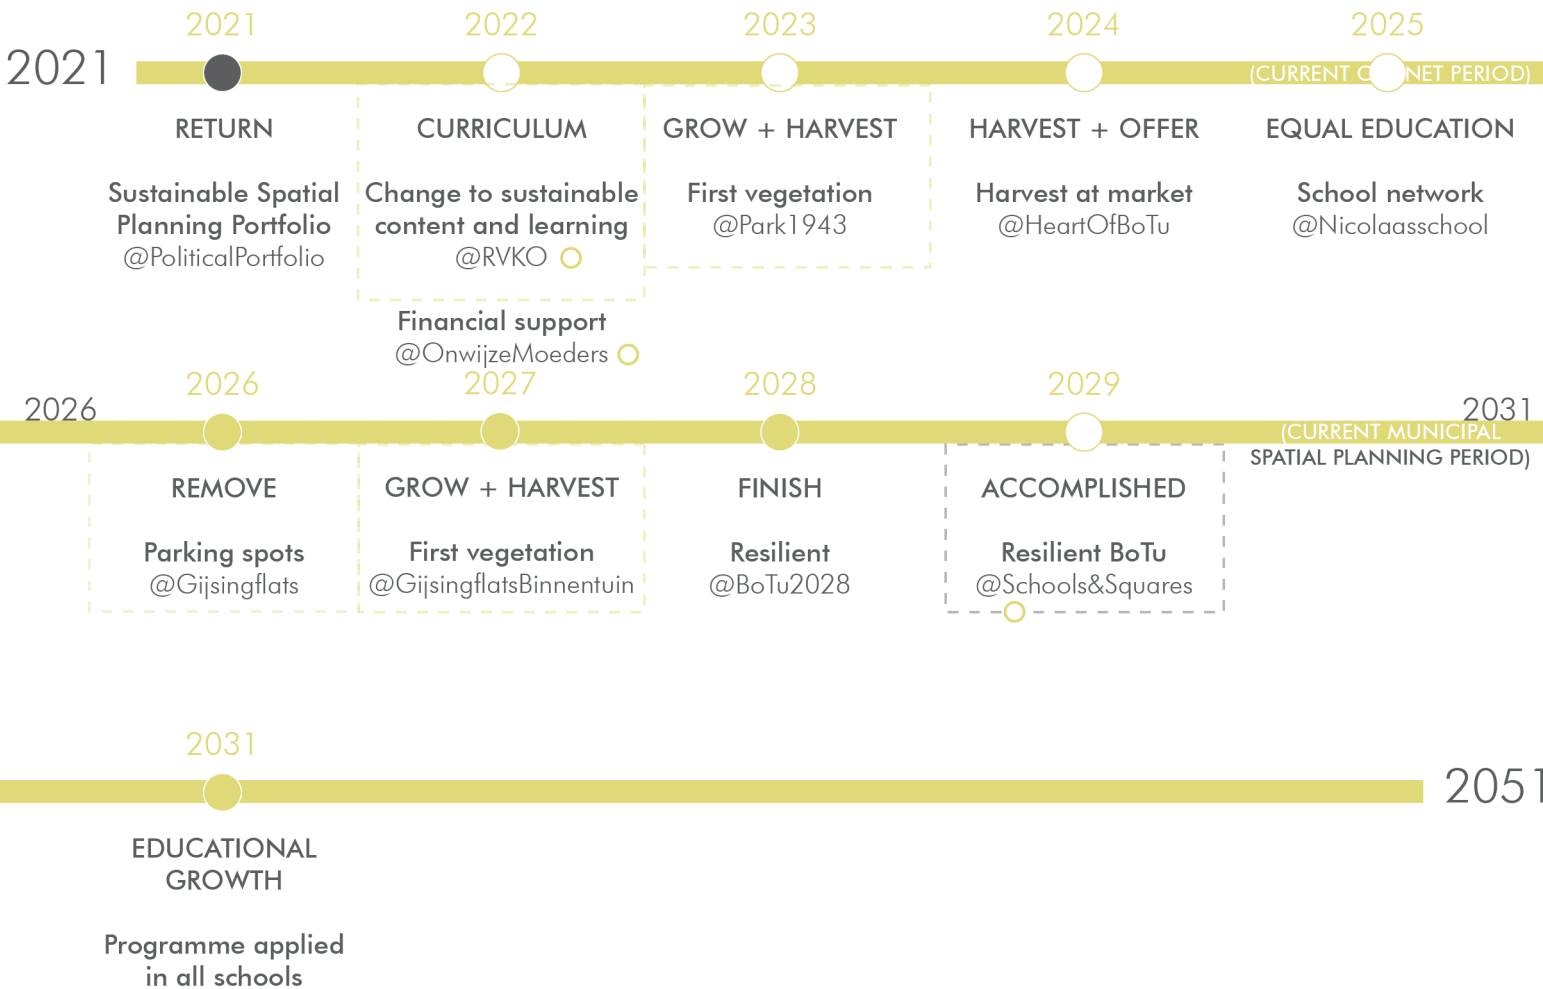 2021 2022 2023 2024 2025
2021
(CURRENT C NET PERIOD)
RETURN
Sustainable Spatial
Planning Portfolio
@PoliticalPortfolio
CURRICULUM
Change to sustainable
content and learning
@RVKO
Financial support
@OnwijzeMoeders
GROW + HARVEST
First vegetation
@Park1943
HARVEST + OFFER
Harvest at market
@HeartOfBoTu
EQUAL EDUCATION
School network
@Nicolaasschool
2026 2027 2028 2029
2026
2031
(CURRENT MUNICIPAL
SPATIAL PLANNING PERIOD)
REMOVE
Parking spots
@Gijsingflats
GROW + HARVEST
First vegetation
@GijsingflatsBinnentuin
FINISH
Resilient
@BoTu2028
ACCOMPLISHED
Resilient BoTu
@Schools&Squares
2031
2051
EDUCATIONAL
GROWTH
Programme applied
in all schools